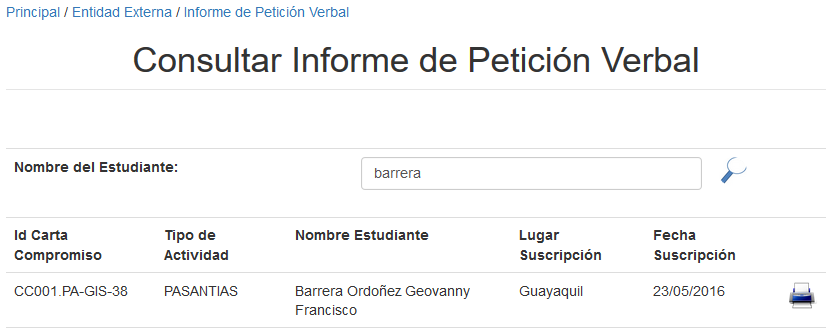 Principal / Entidad Externa / Informe de Petición Verbal
Consultar Informe de Petición Verbal
Nombre del Estudiante:
barrera
Id Carta Compromiso
Tipo de Actividad
Nombre Estudiante
Lugar Suscripción
Fecha Suscripción
CC001.PA-GIS-38
PASANTIAS
Barrera Ordoñez Geovanny
Francisco
Guayaquil
23/05/2016